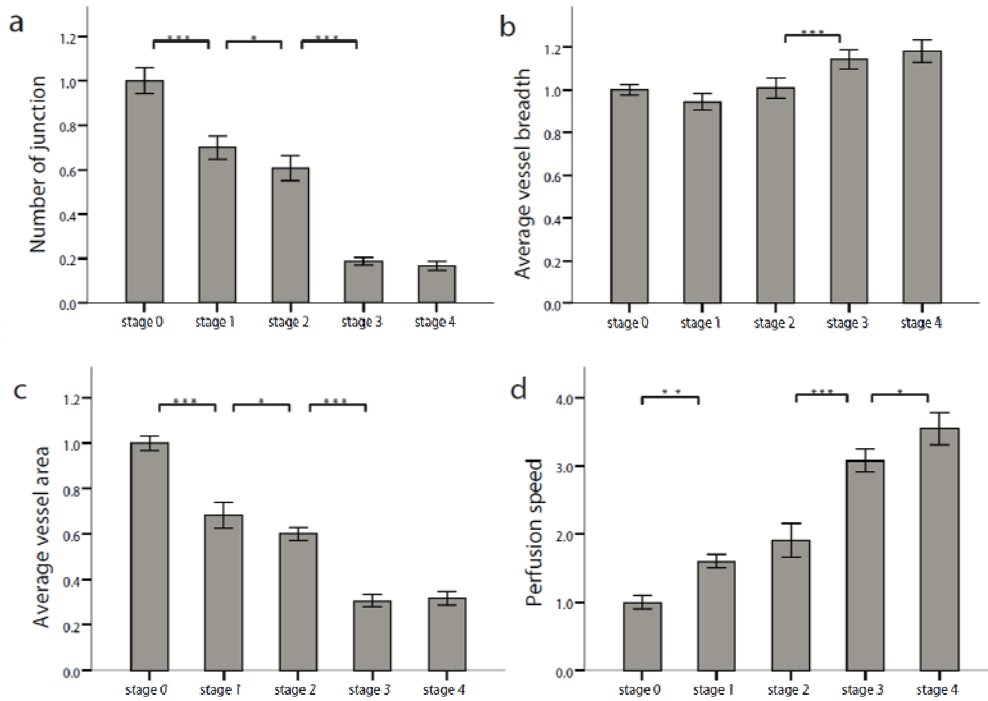 a
Number of junction
1.2
1.0
0.8
0.6
0.4
0.2
0.0
*** * ***
stage 0 stage 1 stage 2 stage 3 stage 4
b
Average vessel breadth
1.2
1.0
0.8
0.6
0.4
0.2
0.0
***
stage 0 stage 1 stage 2 stage 3 stage 4
c
Average vessel area
1.2
1.0
0.8
0.6
0.4
0.2
0.0
*** * ***
stage 0 stage 1 stage 2 stage 3 stage 4
d
Perfusion speed
4.0
3.0
2.0
1.0
0.0
** *** *
stage 0 stage 1 stage 2 stage 3 stage 4